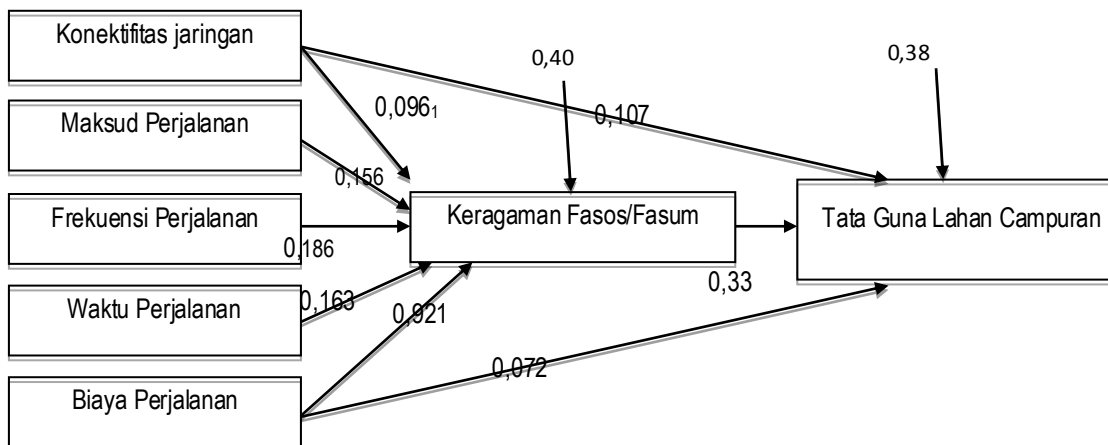 Konektifitas jaringan
0,40
0,38
0,096₁
0,107
Maksud Perjalanan
0,156
Frekuensi Perjalanan
Keragaman Fasos/Fasum
Tata Guna Lahan Campuran
0,186
0,33
Waktu Perjalanan
0,163
0,921
0,072
Biaya Perjalanan